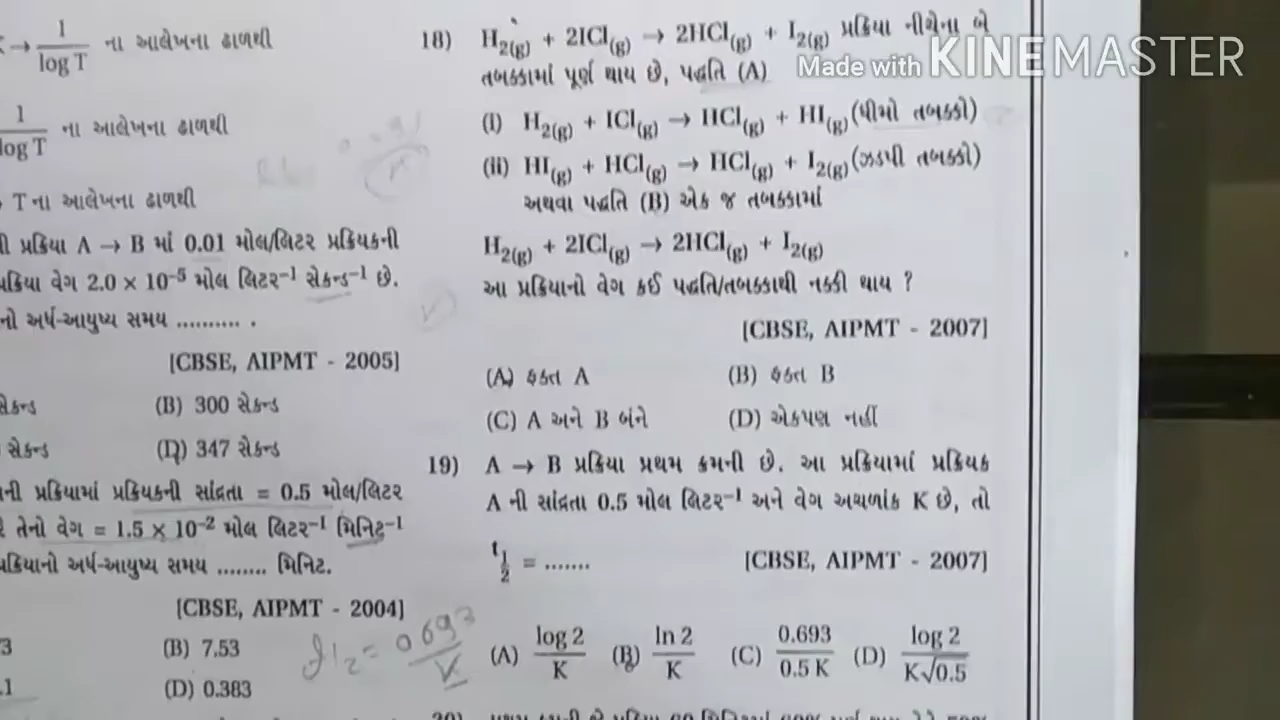 → 1/log T ના આલેખના ઢાળથી
1/log T ના આલેખના ઢાળથી
T ના આલેખના ઢાળથી
પ્રક્રિયા A → B માં 0.01 મોલ/લિટર પ્રક્રિયકની
પ્રક્રિયા વેગ 2.0 × 10⁻⁵ મોલ લિટર⁻¹ સેકન્ડ⁻¹ છે.
નો અર્ધ-આયુષ્ય સમય .......... .
[CBSE, AIPMT - 2005]
સેકન્ડ (B) 300 સેકન્ડ
સેકન્ડ (D) 347 સેકન્ડ
ની પ્રક્રિયામાં પ્રક્રિયકની સાંદ્રતા = 0.5 મોલ/લિટર
તેનો વેગ = 1.5 × 10⁻² મોલ લિટર⁻¹ મિનિટ⁻¹
પ્રક્રિયાનો અર્ધ-આયુષ્ય સમય ........ મિનિટ.
[CBSE, AIPMT - 2004]
3 (B) 7.53
.1 (D) 0.383
0.693/K
18) H₂(g) + 2ICl(g) → 2HCl(g) + I₂(g) પ્રક્રિયા નીચેના બે
તબક્કામાં પૂર્ણ થાય છે, પદ્ધતિ (A)
Made with KINEMASTER
(i) H₂(g) + ICl(g) → HCl(g) + HI(g) (ધીમો તબક્કો)
(ii) HI(g) + HCl(g) → HCl(g) + I₂(g) (ઝડપી તબક્કો)
અથવા પદ્ધતિ (B) એક જ તબક્કામાં
H₂(g) + 2ICl(g) → 2HCl(g) + I₂(g)
આ પ્રક્રિયાનો વેગ કઈ પદ્ધતિ/તબક્કાથી નક્કી થાય ?
[CBSE, AIPMT - 2007]
(A) ફક્ત A (B) ફક્ત B
(C) A અને B બંને (D) એકપણ નહીં
19) A → B પ્રક્રિયા પ્રથમ ક્રમની છે. આ પ્રક્રિયામાં પ્રક્રિયક
A ની સાંદ્રતા 0.5 મોલ લિટર⁻¹ અને વેગ અચળાંક K છે, તો
t 1/2 = ....... [CBSE, AIPMT - 2007]
(A) log 2/K (B) ln 2/K (C) 0.693/0.5 K (D) log 2/K√0.5